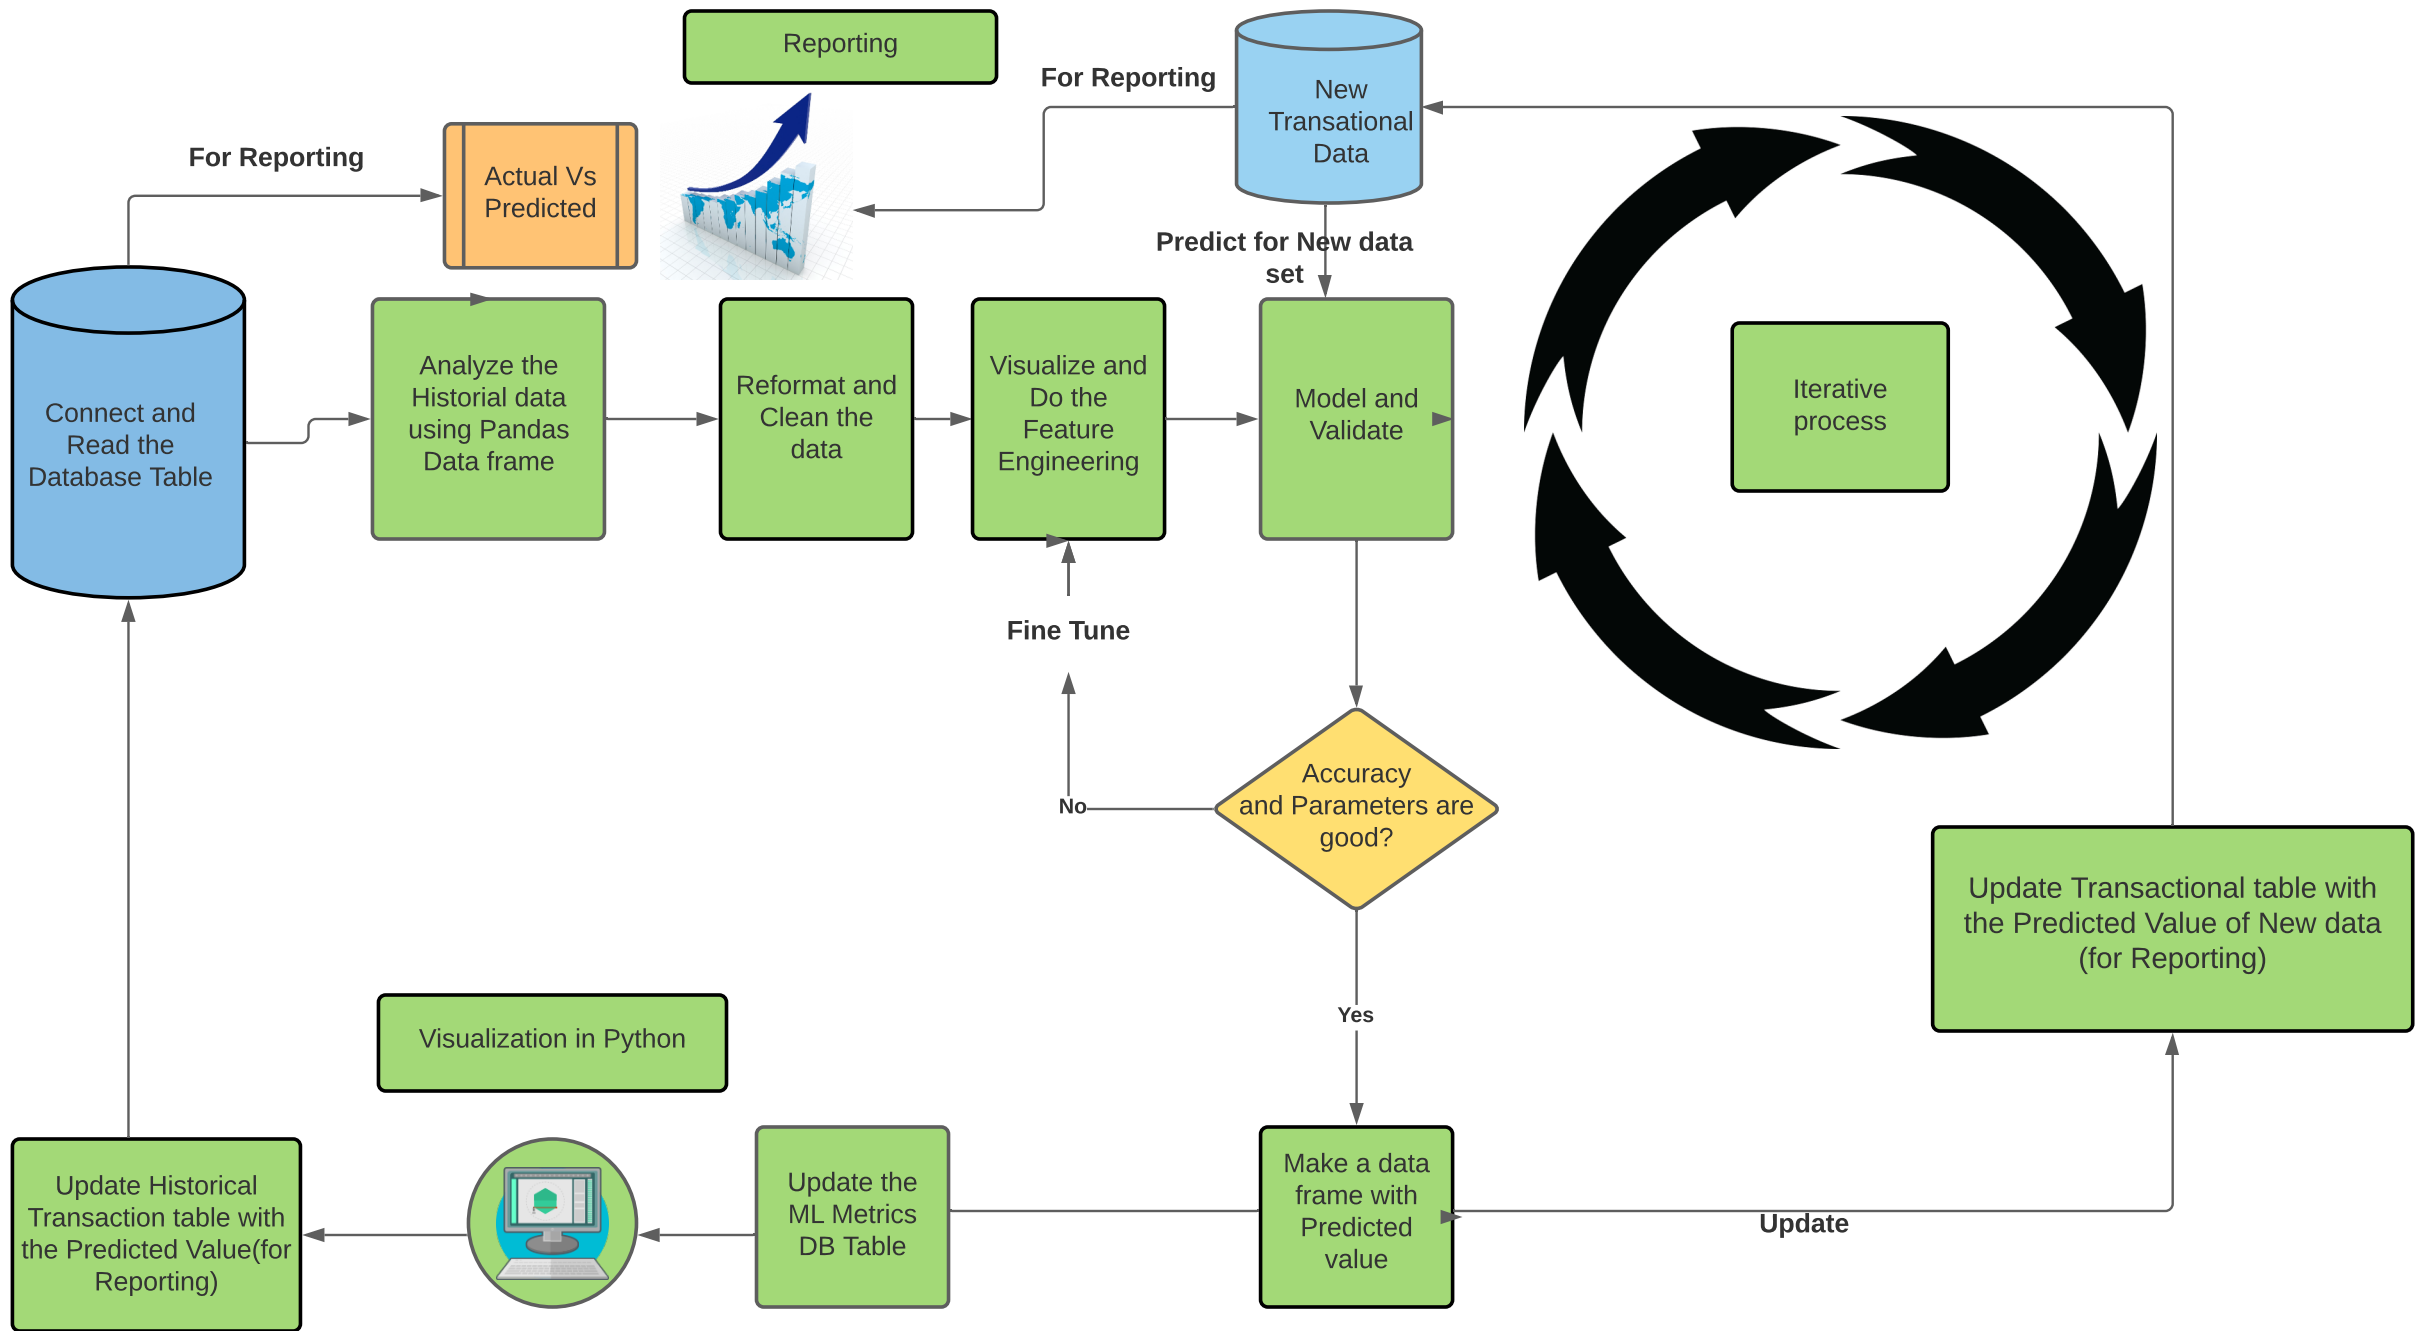 Reporting
For Reporting
New
Transational
Data
For Reporting
Actual Vs
Predicted
Predict for New data
set
Connect and
Read the
Database Table
Analyze the
Historial data
using Pandas
Data frame
Reformat and
Clean the
data
Visualize and
Do the
Feature
Engineering
Model and
Validate
Iterative
process
Fine Tune
No
Accuracy
and Parameters are
good?
Yes
Update Transactional table with
the Predicted Value of New data
(for Reporting)
Visualization in Python
Update Historical
Transaction table with
the Predicted Value(for
Reporting)
Update the
ML Metrics
DB Table
Make a data
frame with
Predicted
value
Update